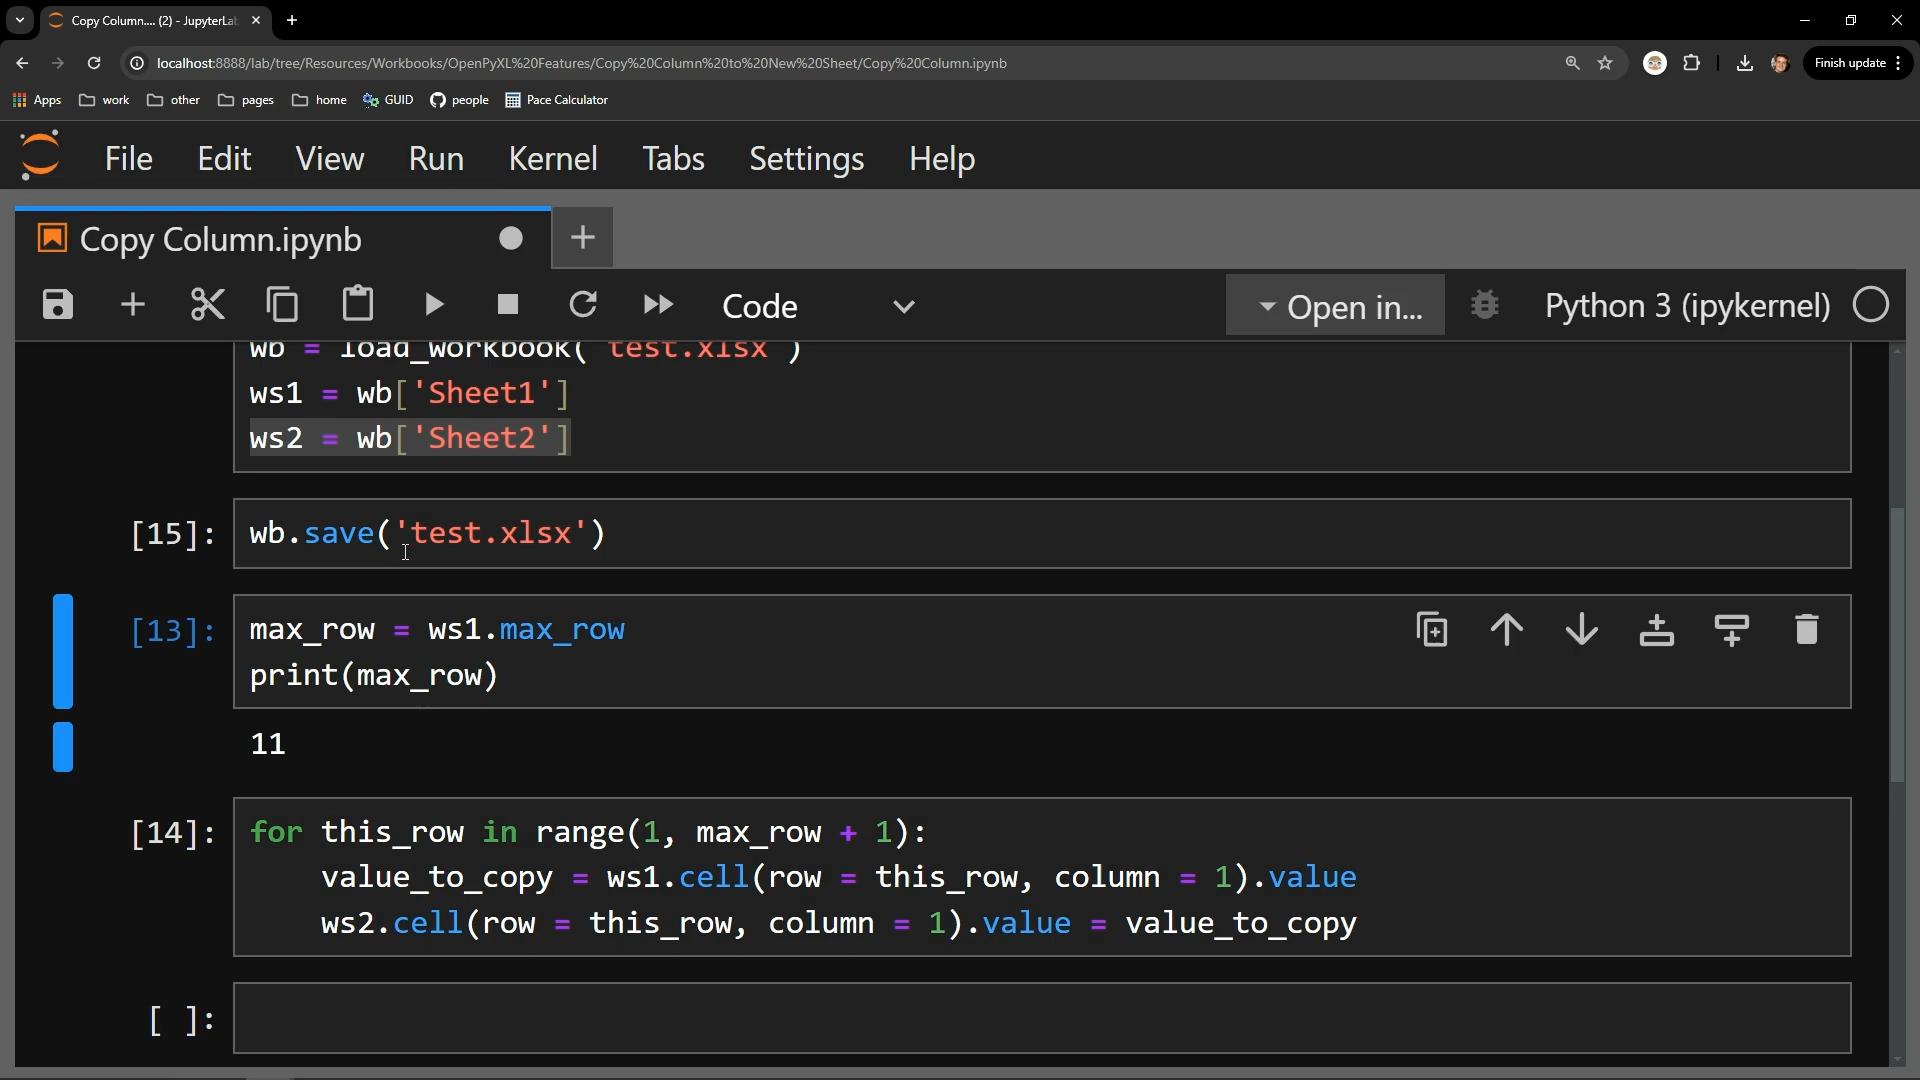 Copy Column.... (2) - JupyterLab
localhost:8888/lab/tree/Resources/Workbooks/OpenPyXL%20Features/Copy%20Column%20to%20New%20Sheet/Copy%20Column.ipynb
Finish update
Apps work other pages home GUID people Pace Calculator
File Edit View Run Kernel Tabs Settings Help
Copy Column.ipynb
Code Open in... Python 3 (ipykernel)
wb = load_workbook('test.xlsx')
ws1 = wb['Sheet1']
ws2 = wb['Sheet2']
[15]: wb.save('test.xlsx')
[13]: max_row = ws1.max_row
print(max_row)
11
[14]: for this_row in range(1, max_row + 1):
value_to_copy = ws1.cell(row = this_row, column = 1).value
ws2.cell(row = this_row, column = 1).value = value_to_copy
[ ]: